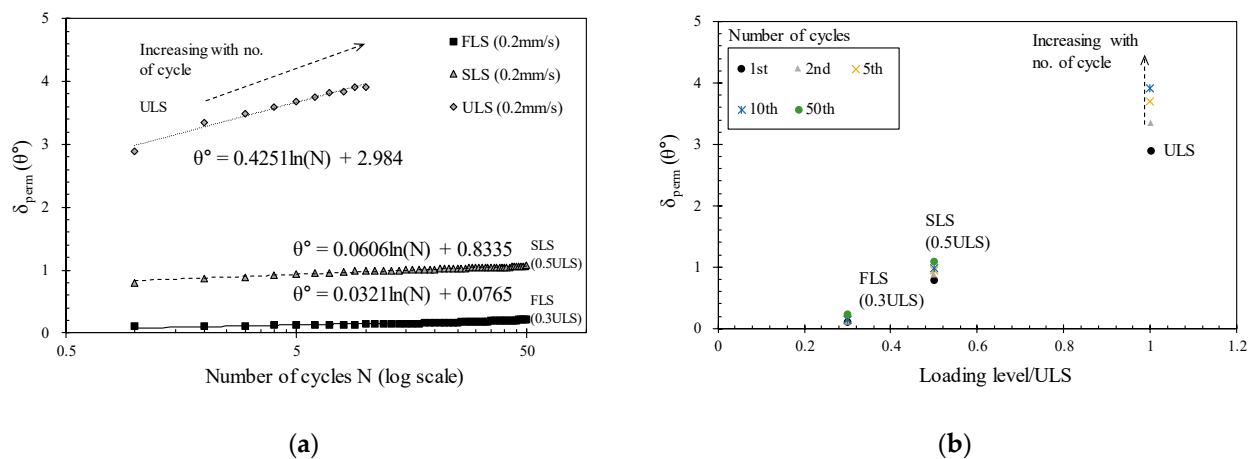 5
4
3
2
1
0
0.5
5
50
δperm (θ°)
Number of cycles N (log scale)
Increasing with no.
of cycle
ULS
FLS (0.2mm/s)
SLS (0.2mm/s)
ULS (0.2mm/s)
θ° = 0.4251ln(N) + 2.984
θ° = 0.0606ln(N) + 0.8335
SLS
(0.5ULS)
θ° = 0.0321ln(N) + 0.0765
FLS
(0.3ULS)
(a)
5
4
3
2
1
0
0
0.2
0.4
0.6
0.8
1
1.2
δperm (θ°)
Loading level/ULS
Number of cycles
1st
2nd
5th
10th
50th
Increasing with
no. of cycle
ULS
SLS
(0.5ULS)
FLS
(0.3ULS)
(b)